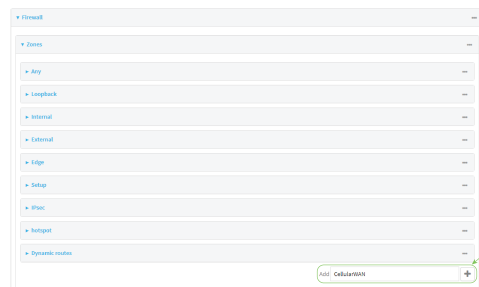 Firewall
Zones
Any
Loopback
Internal
External
Edge
Setup
IPsec
hotspot
Dynamic routes
Add CellularWAN